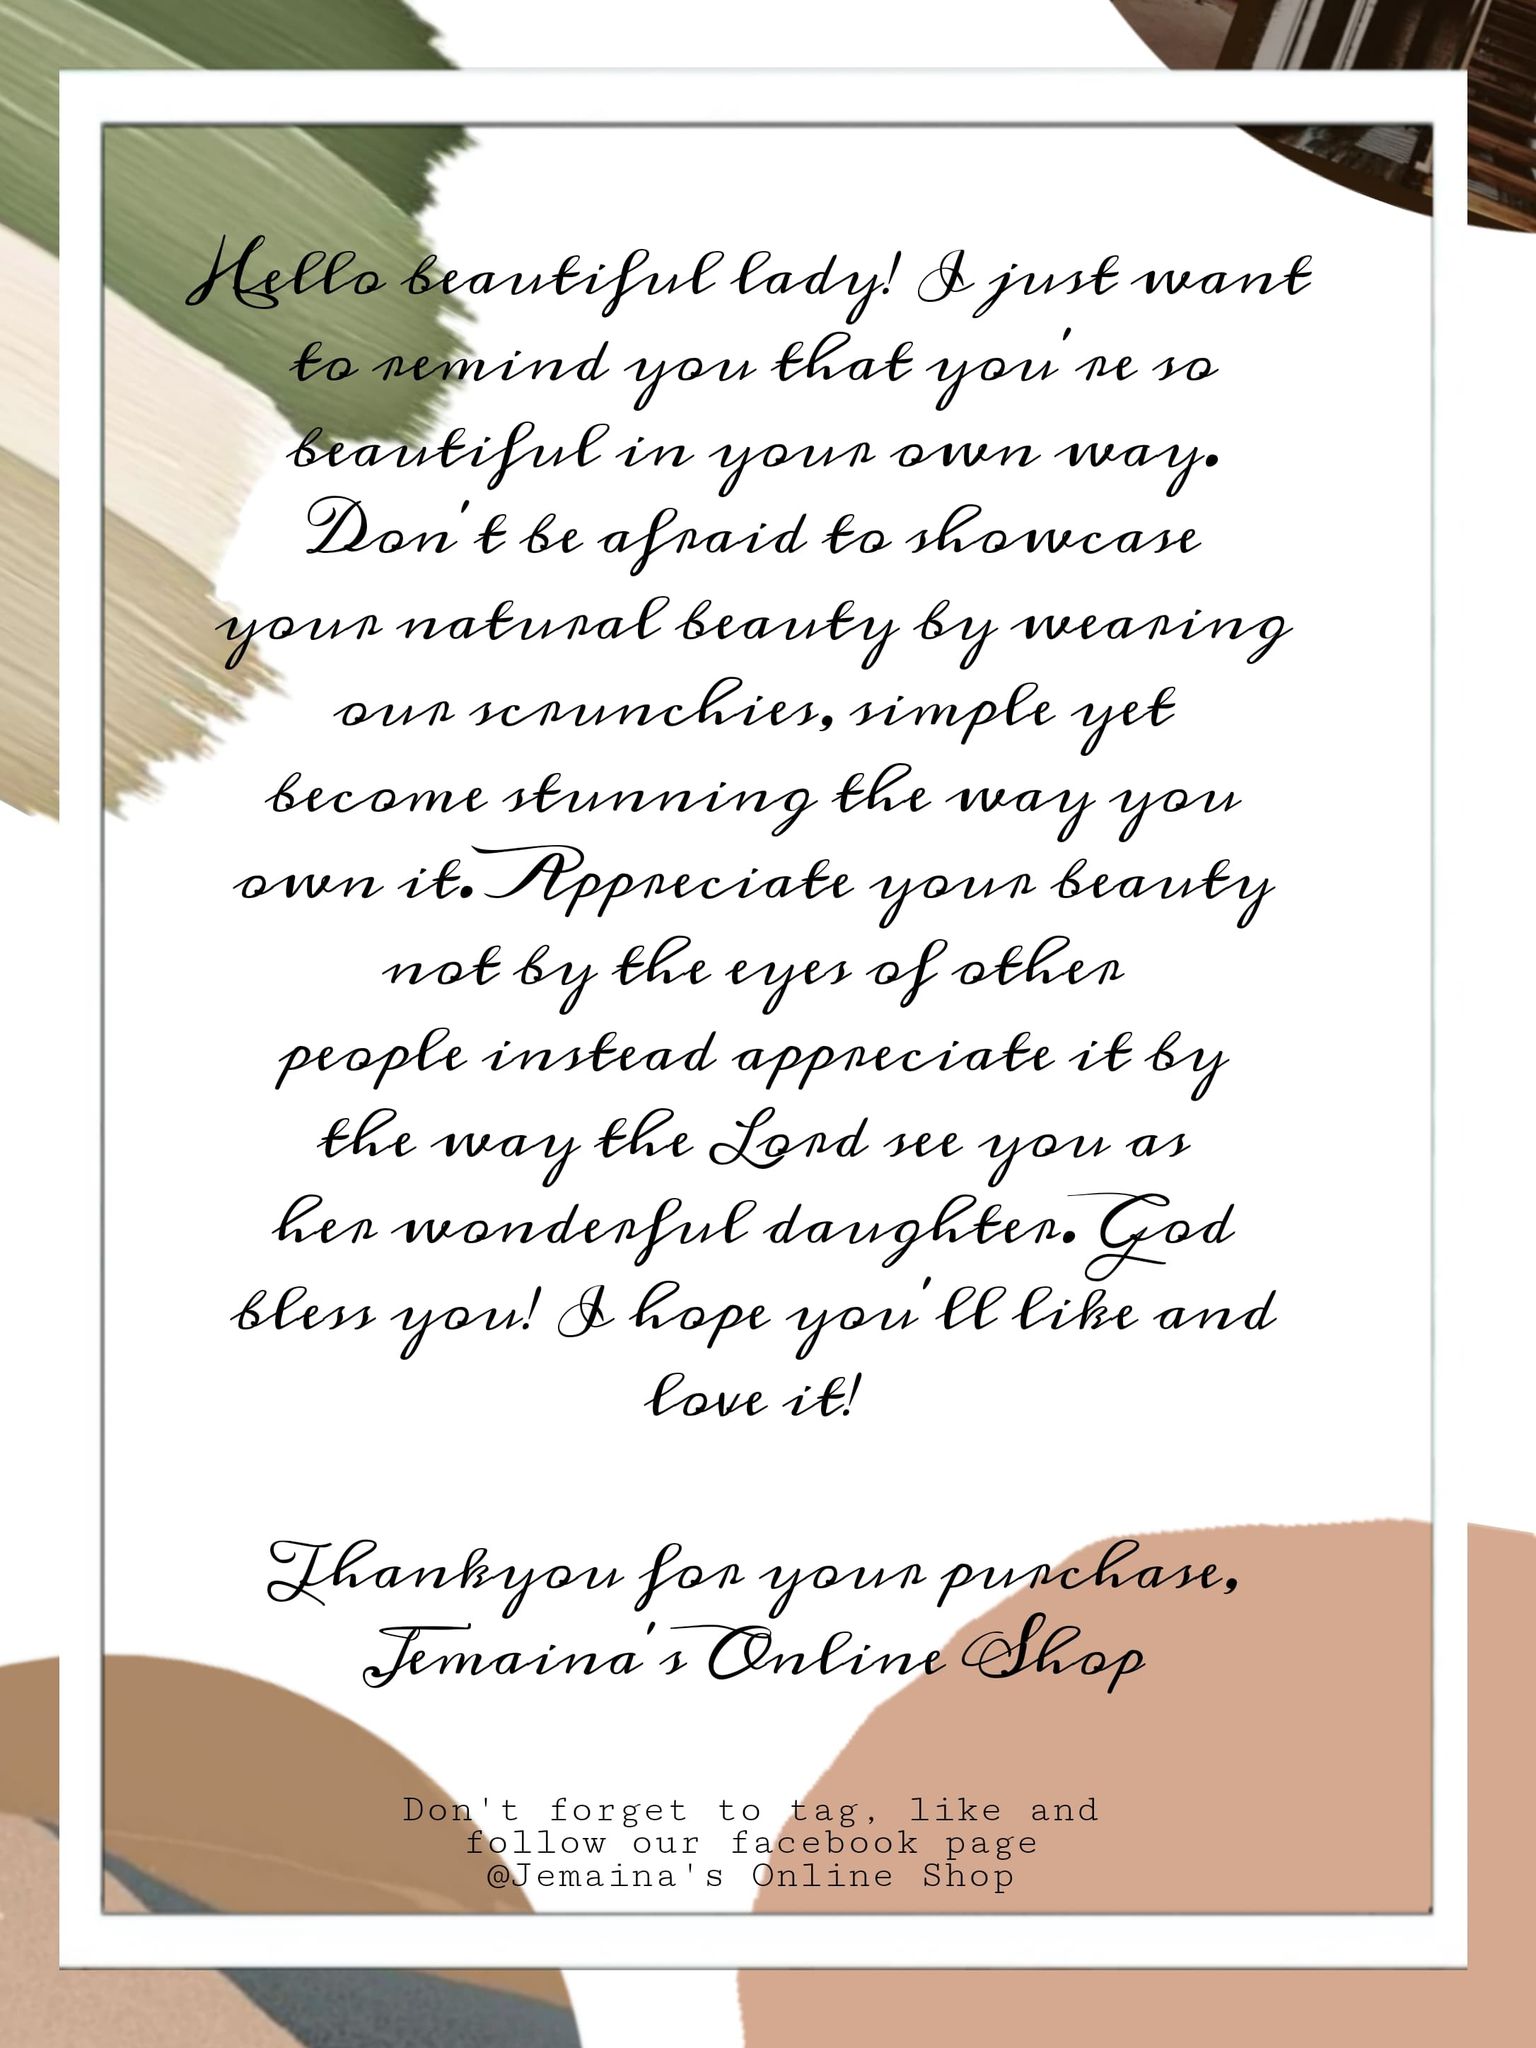 Hello beautiful lady! I just want
to remind you that you're so
beautiful in your own way.
Don't be afraid to showcase
your natural beauty by wearing
our scrunchies, simple yet
become stunning the way you
own it. Appreciate your beauty
not by the eyes of other
people instead appreciate it by
the way the Lord see you as
her wonderful daughter. God
bless you! I hope you'll like and
love it!
Thankyou for your purchase,
Jemaina's Online Shop
Don't forget to tag, like and
follow our facebook page
@Jemaina's Online Shop